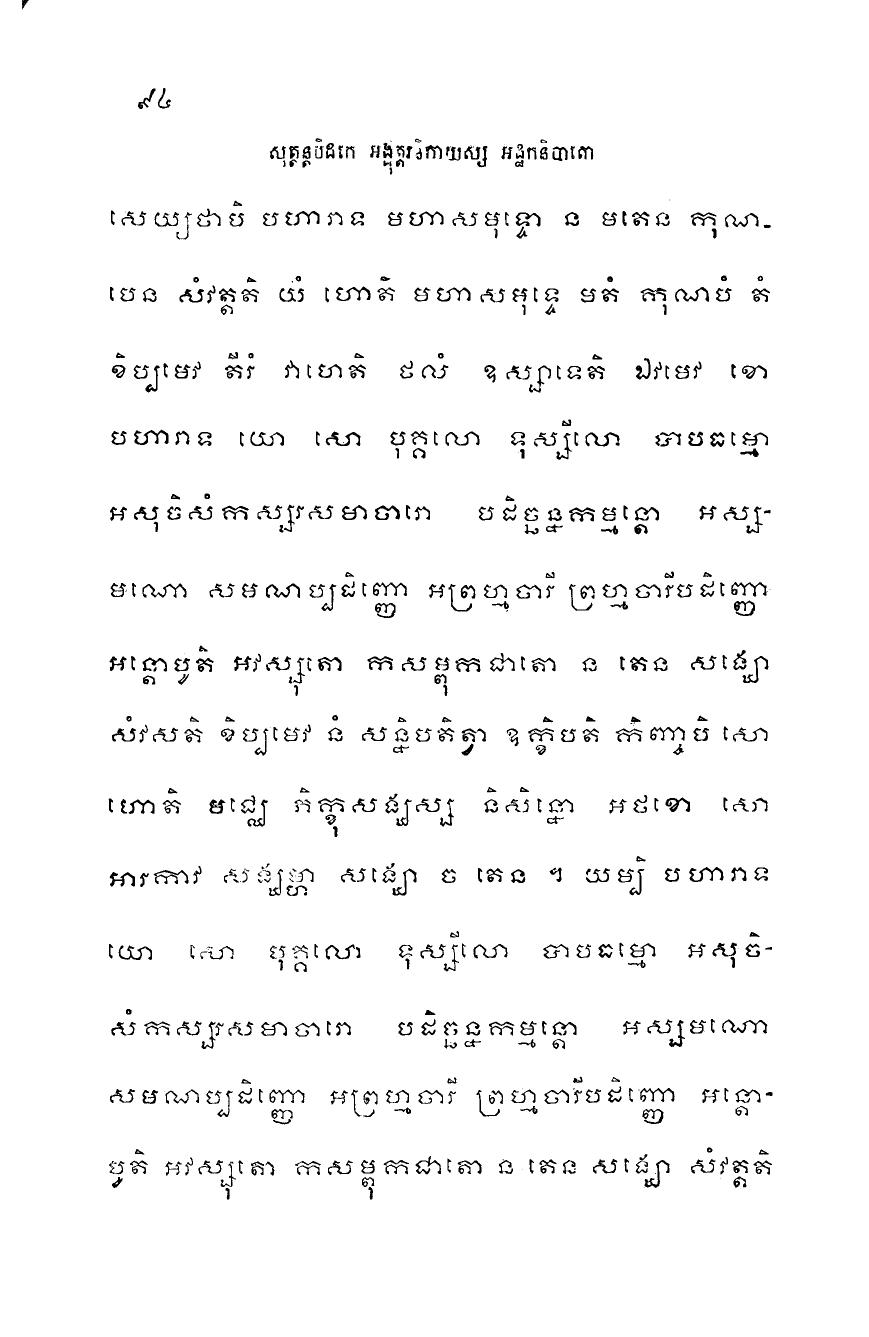 ៩៤
សុត្តន្តបិដកេ អង្គុត្តរនិកាយស្ស អដ្ឋកនិបាតោ
សេយ្យថាបិ បហារាទ មហាសមុទ្ទោ ន មតេន កុណ-
បេន សំវត្តតិ យំ ហោតិ មហាសមុទ្ទេ មតំ កុណបំ តំ
ខិប្បមេវ តីរំ វាហេតិ ថលំ ឧស្សាទេតិ ឯវមេវ ខោ
បហារាទ យោ សោ បុគ្គលោ ទុស្សីលោ បាបធម្មោ
អសុចិសំកស្សរសមាចារោ បដិច្ឆន្នកម្មន្តោ អស្ស-
មណោ សមណប្បដិញ្ញោ អព្រហ្មចារី ព្រហ្មចារីបដិញ្ញោ
អន្តោបូតិ អវស្សុតោ កសម្ពុកជាតោ ន តេន សង្ឃោ
សំវសតិ ខិប្បមេវ នំ សន្និបតិត្វា ឧក្ខិបតិ កិញ្ចាបិ សោ
ហោតិ មជ្ឈេ ភិក្ខុសង្ឃស្ស និសិន្នោ អថខោ សោ
អារកាវ សង្ឃម្ហា សង្ឃោ ច តេន ។ យម្បិ បហារាទ
យោ សោ បុគ្គលោ ទុស្សីលោ បាបធម្មោ អសុចិ-
សំកស្សរសមាចារោ បដិច្ឆន្នកម្មន្តោ អស្សមណោ
សមណប្បដិញ្ញោ អព្រហ្មចារី ព្រហ្មចារីបដិញ្ញោ អន្តោ-
បូតិ អវស្សុតោ កសម្ពុកជាតោ ន តេន សង្ឃោ សំវត្តតិ